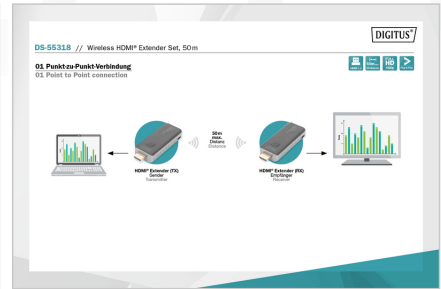 DIGITUS®
DS-55318 // Wireless HDMI® Extender Set, 50m
01 Punkt-zu-Punkt-Verbindung
01 Point to Point connection
HD
50m
max.
Distanz
Distance
HDMI® Extender (TX)
Sender
Transmitter
HDMI® Extender (RX)
Empfänger
Receiver